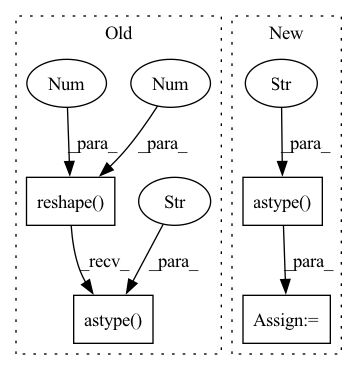 Old
New
Num
Num
Str
_para_
_para_
_para_
reshape()
Str
astype()
_recv_
_para_
_para_
astype()
Assign:=